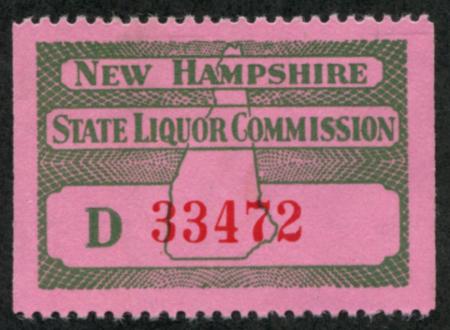 NEW HAMPSHIRE
STATE LIQUOR COMMISSION
D 33472